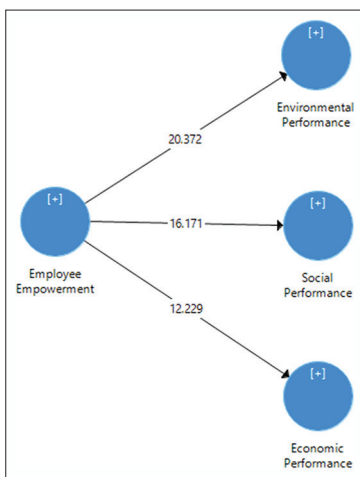 [+]
Environmental
Performance
20.372
[+]
Employee
Empowerment
16.171
[+]
Social
Performance
12.229
[+]
Economic
Performance